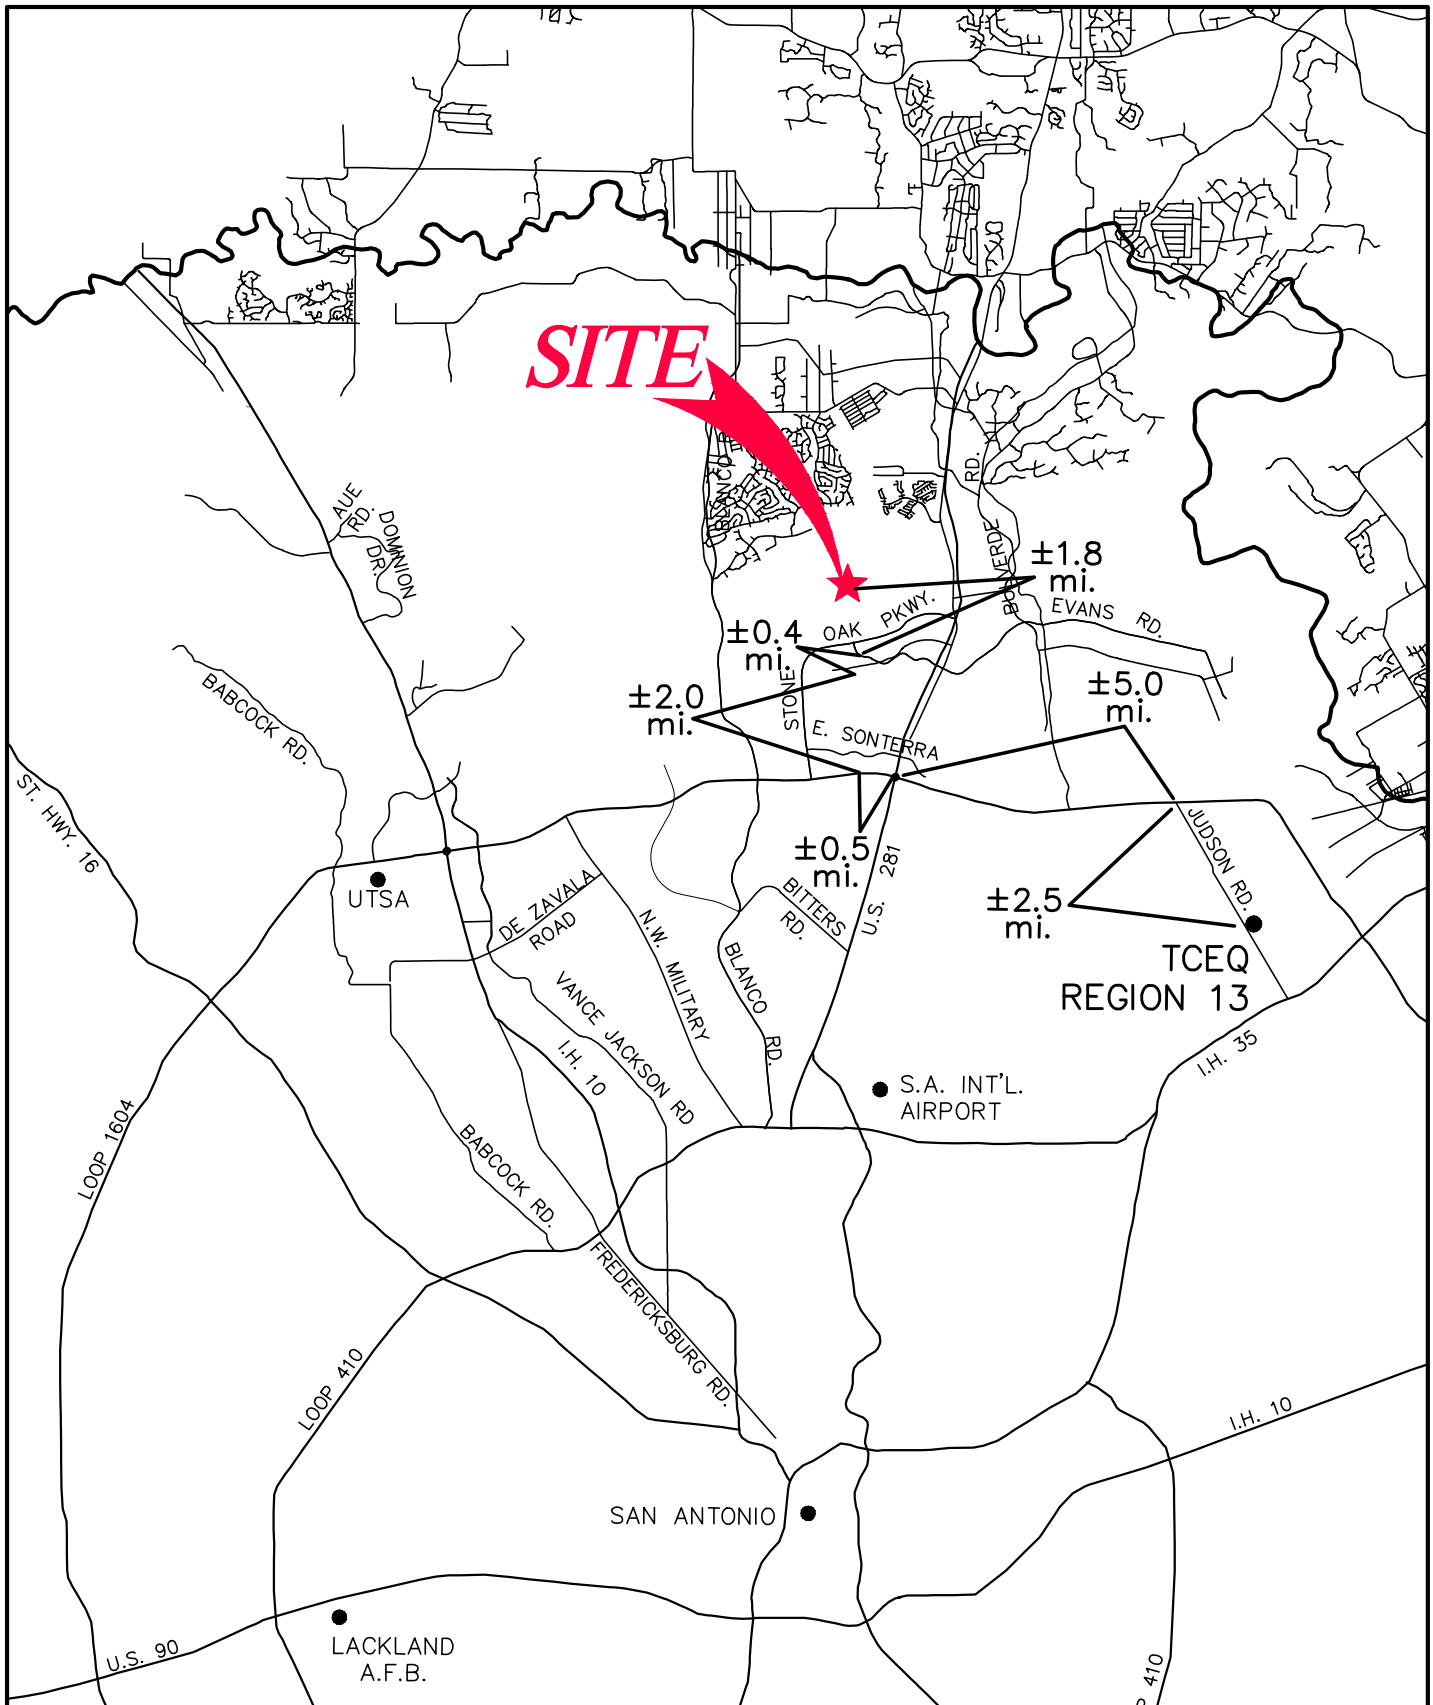 SITE
BLANCO R
AUE
RD.
DOMINION
DR.
RD.
BULVERDE
±1.8
mi.
OAK PKWY.
EVANS RD.
±0.4
mi.
STONE
±2.0
mi.
±5.0
mi.
E. SONTERRA
BABCOCK RD.
ST. HWY. 16
±0.5
mi.
U.S. 281
JUDSON RD.
UTSA
DE ZAVALA
ROAD
BITTERS
RD.
±2.5
mi.
N.W. MILITARY
BLANCO RD.
TCEQ
REGION 13
VANCE JACKSON RD
I.H. 10
I.H. 35
S.A. INT'L.
AIRPORT
LOOP 1604
BABCOCK RD.
FREDERICKSBURG RD.
LOOP 410
I.H. 10
SAN ANTONIO
LACKLAND
A.F.B.
U.S. 90
P 410